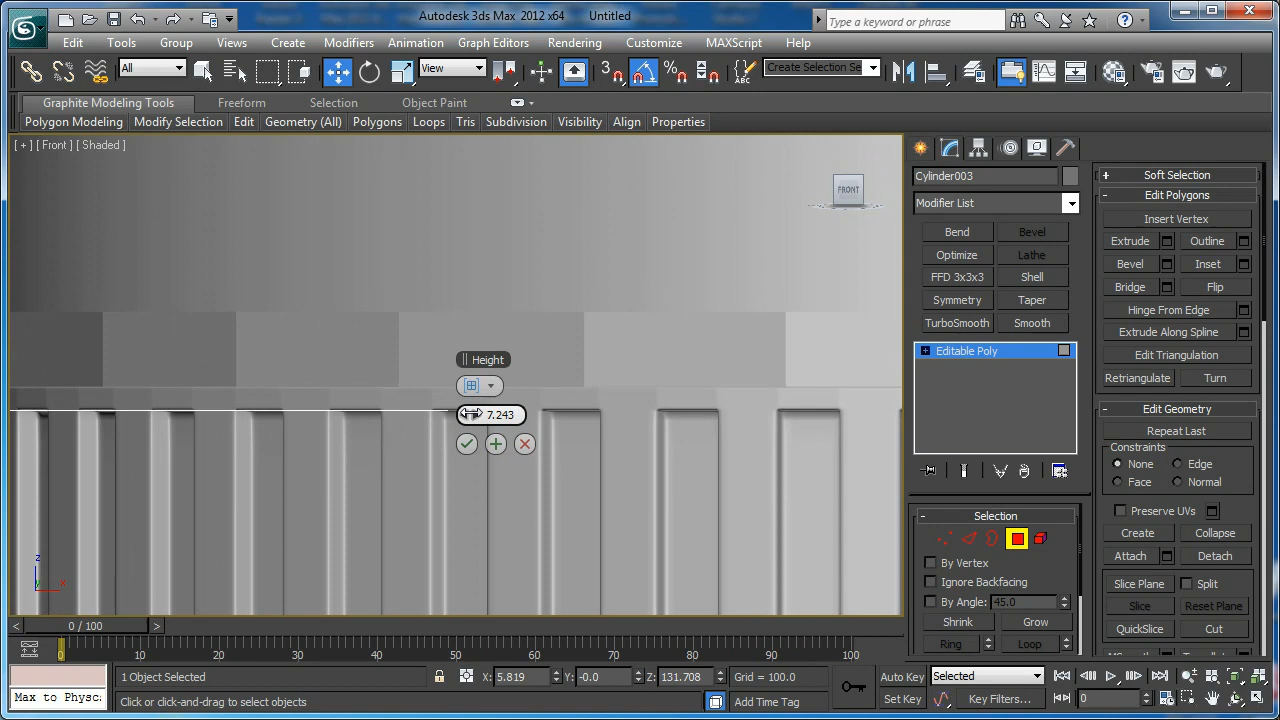 Autodesk 3ds Max 2012 x64 Untitled
Type a keyword or phrase
Edit Tools Group Views Create Modifiers Animation Graph Editors Rendering Customize MAXScript Help
All View Create Selection Se
Graphite Modeling Tools Freeform Selection Object Paint
Polygon Modeling Modify Selection Edit Geometry (All) Polygons Loops Tris Subdivision Visibility Align Properties
[ + ] [ Front ] [ Shaded ]
FRONT
Height
7.243
z
y
x
Cylinder003
Modifier List
Bend Bevel
Optimize Lathe
FFD 3x3x3 Shell
Symmetry Taper
TurboSmooth Smooth
Editable Poly
Selection
By Vertex
Ignore Backfacing
By Angle: 45.0
Shrink Grow
Ring Loop
Soft Selection
Edit Polygons
Insert Vertex
Extrude Outline
Bevel Inset
Bridge Flip
Hinge From Edge
Extrude Along Spline
Edit Triangulation
Retriangulate Turn
Edit Geometry
Repeat Last
Constraints
None Edge
Face Normal
Preserve UVs
Create Collapse
Attach Detach
Slice Plane Split
Slice Reset Plane
QuickSlice Cut
0 / 100
0 10 20 30 40 50 60 70 80 90 100
1 Object Selected X: 5.819 Y: -0.0 Z: 131.708 Grid = 100.0 Auto Key Selected
Max to Physca Click or click-and-drag to select objects Add Time Tag Set Key Key Filters... 0